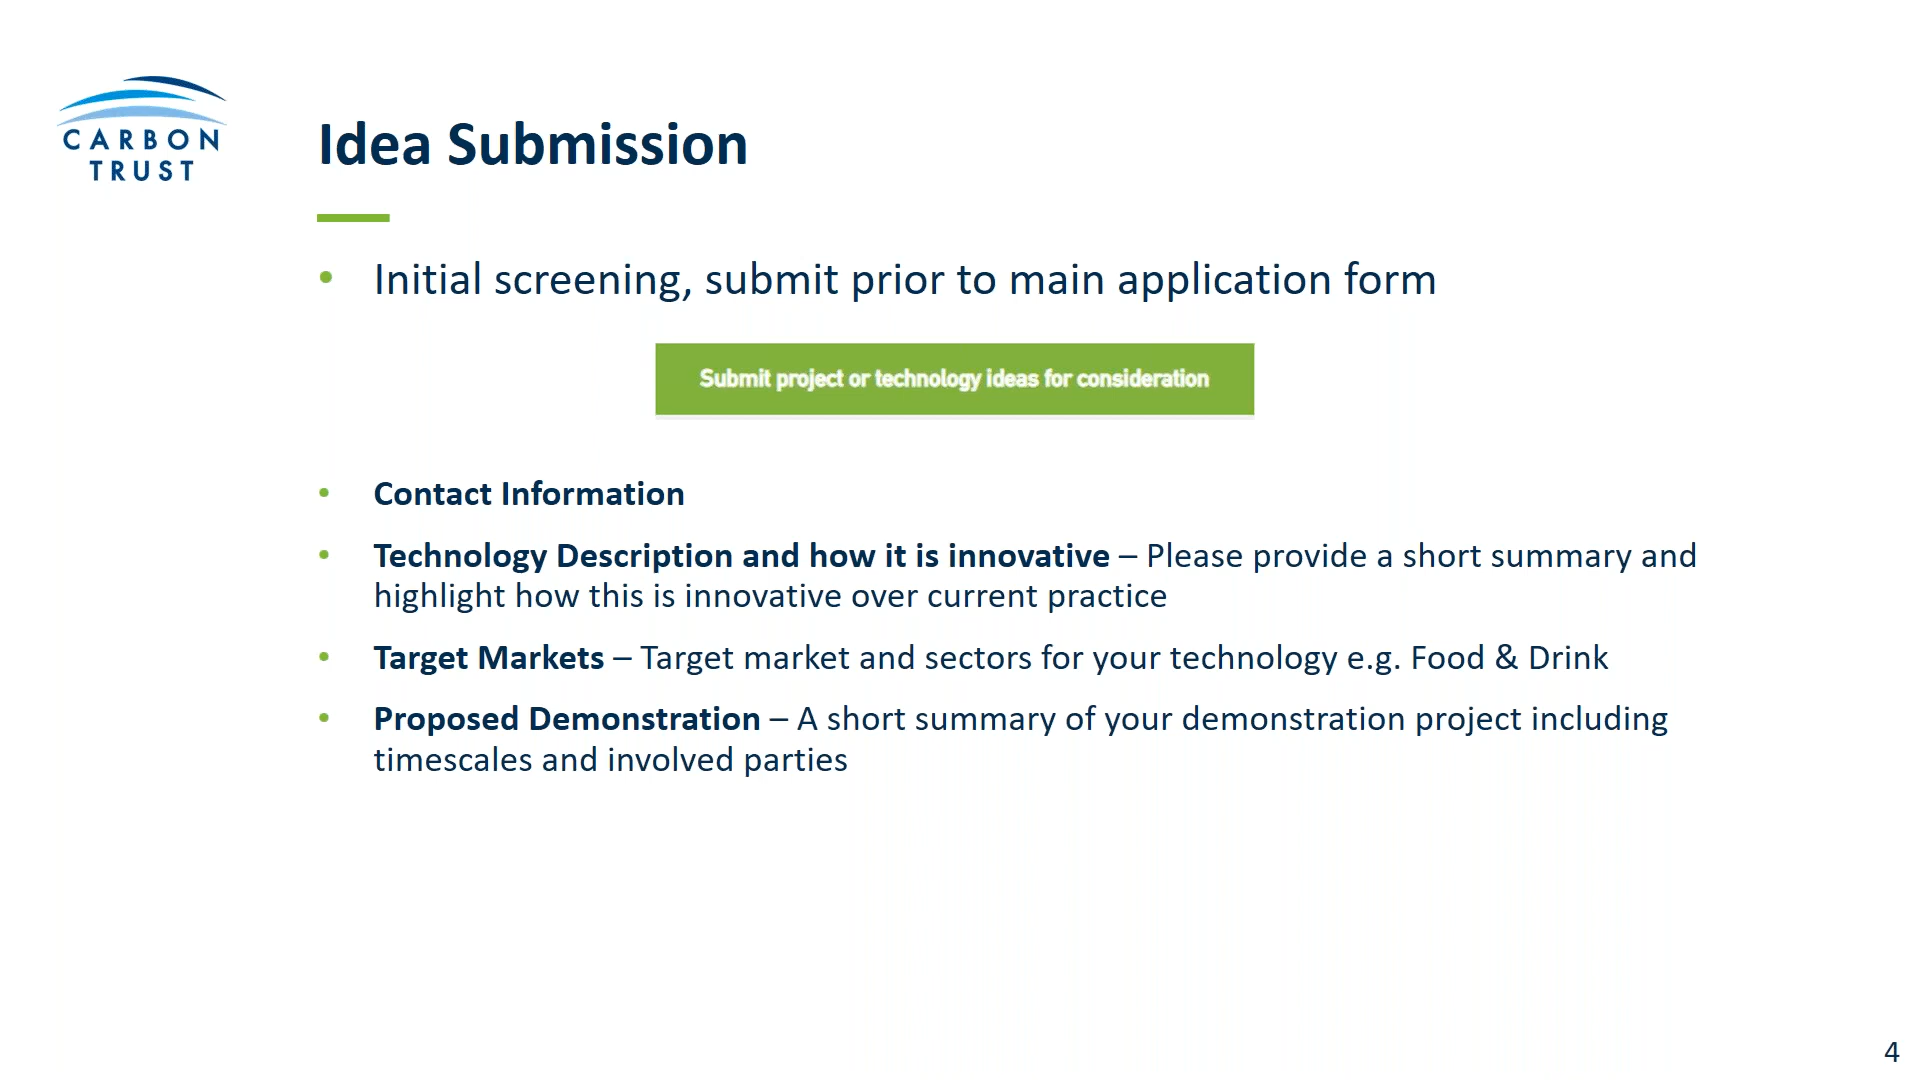 CARBON
TRUST
Idea Submission
• Initial screening, submit prior to main application form
Submit project or technology ideas for consideration
• Contact Information
• Technology Description and how it is innovative – Please provide a short summary and
highlight how this is innovative over current practice
• Target Markets – Target market and sectors for your technology e.g. Food & Drink
• Proposed Demonstration – A short summary of your demonstration project including
timescales and involved parties
4